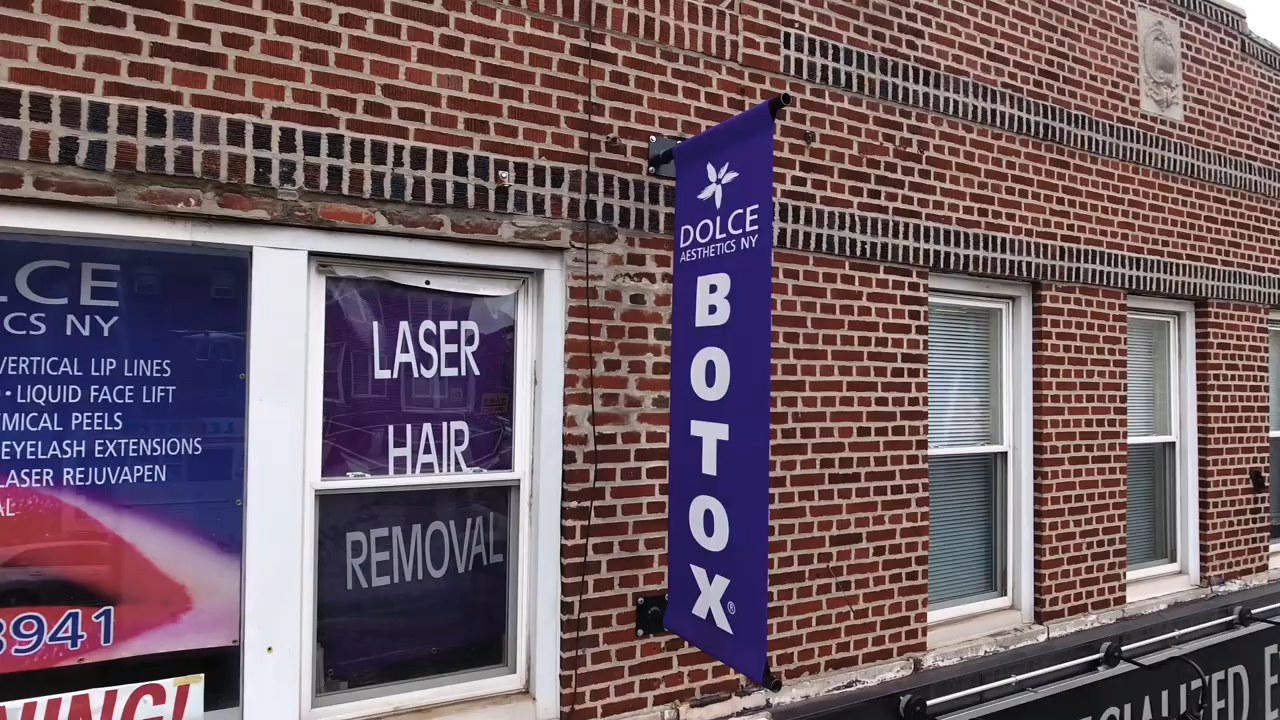 LCE
CS NY
VERTICAL LIP LINES
• LIQUID FACE LIFT
EYELASH EXTENSIONS
LASER REJUVAPEN
PEELS
3941
LASER
HAIR
REMOVAL
DOLCE
AESTHETICS NY
BOTOX®